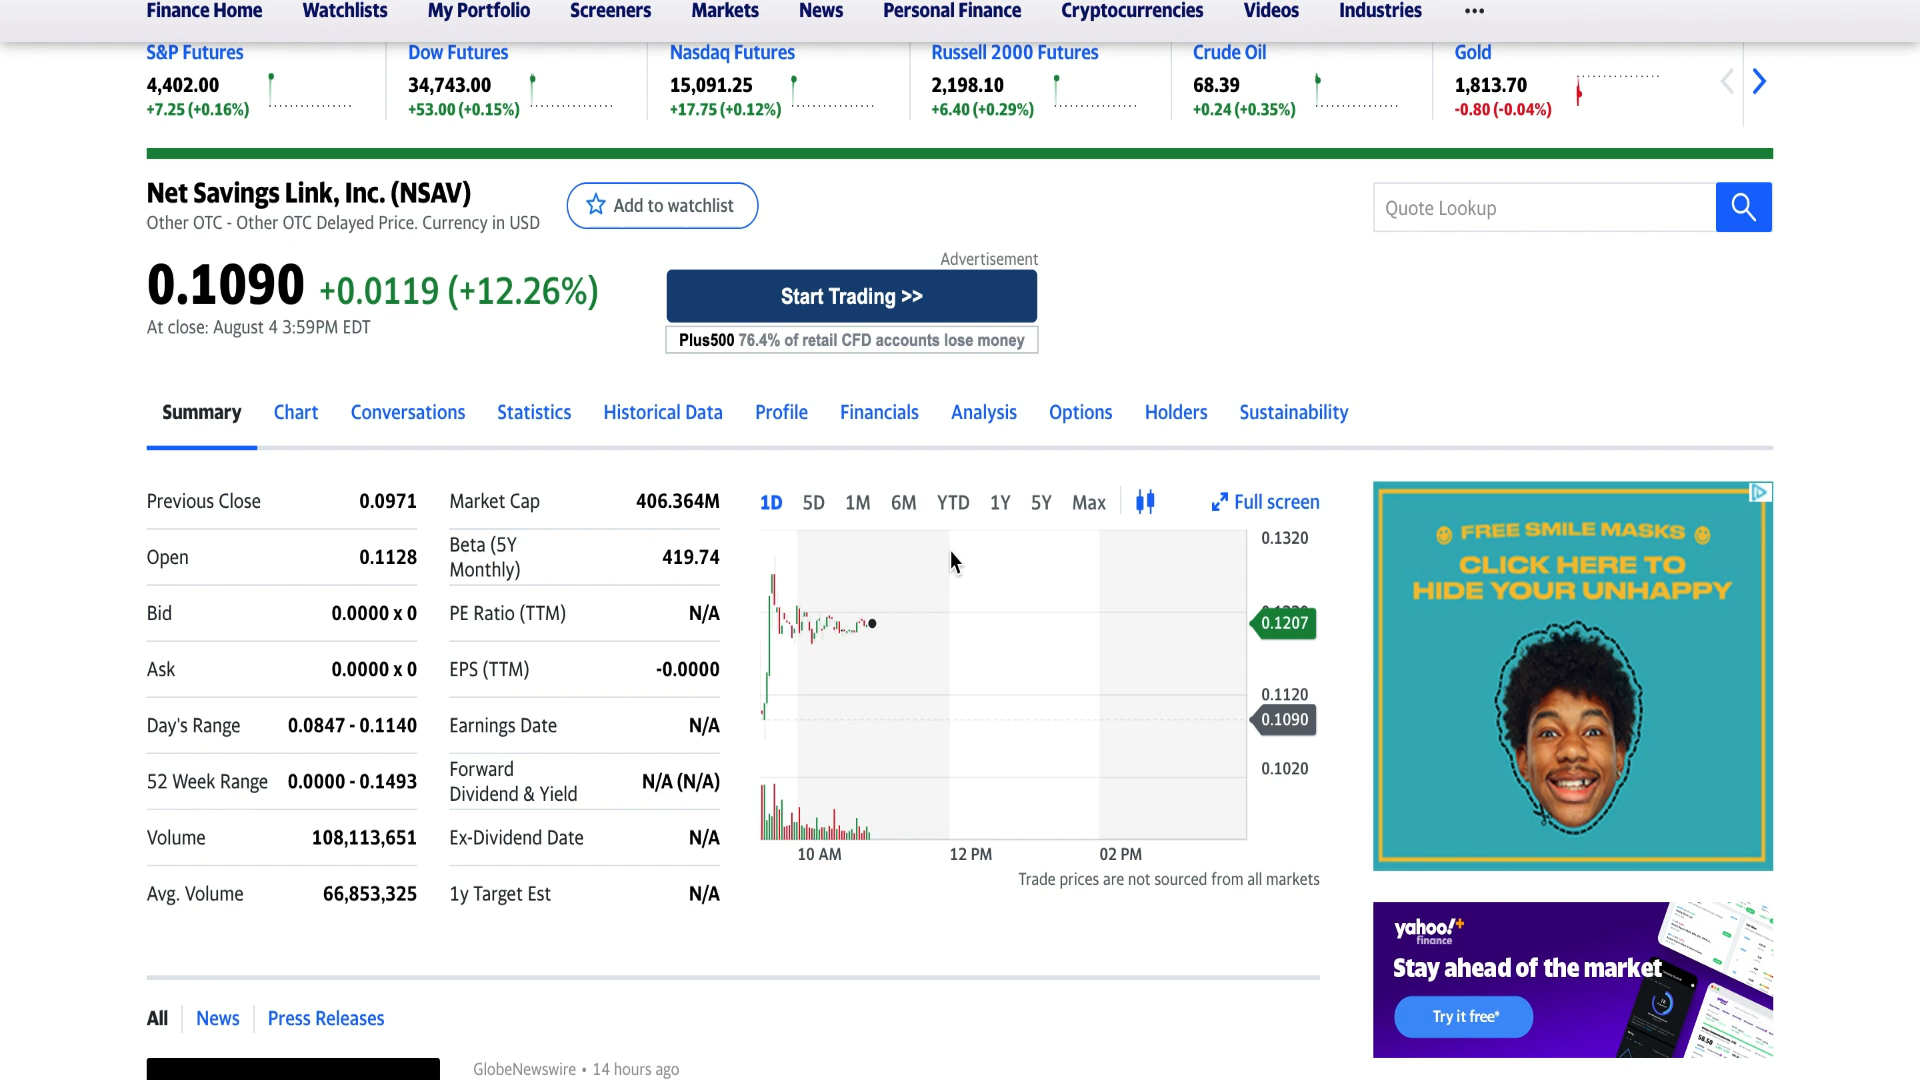 Finance Home Watchlists My Portfolio Screeners Markets News Personal Finance Cryptocurrencies Videos Industries ...
S&P Futures Dow Futures Nasdaq Futures Russell 2000 Futures Crude Oil Gold
4,402.00 34,743.00 15,091.25 2,198.10 68.39 1,813.70
+7.25 (+0.16%) +53.00 (+0.15%) +17.75 (+0.12%) +6.40 (+0.29%) +0.24 (+0.35%) -0.80 (-0.04%)
Net Savings Link, Inc. (NSAV)
Other OTC - Other OTC Delayed Price. Currency in USD
Add to watchlist
Quote Lookup
0.1090 +0.0119 (+12.26%)
At close: August 4 3:59PM EDT
Advertisement
Start Trading >>
Plus500 76.4% of retail CFD accounts lose money
Summary Chart Conversations Statistics Historical Data Profile Financials Analysis Options Holders Sustainability
Previous Close 0.0971
Open 0.1128
Bid 0.0000 x 0
Ask 0.0000 x 0
Day's Range 0.0847 - 0.1140
52 Week Range 0.0000 - 0.1493
Volume 108,113,651
Avg. Volume 66,853,325
Market Cap 406.364M
Beta (5Y
Monthly) 419.74
PE Ratio (TTM) N/A
EPS (TTM) -0.0000
Earnings Date N/A
Forward
Dividend & Yield N/A (N/A)
Ex-Dividend Date N/A
1y Target Est N/A
1D 5D 1M 6M YTD 1Y 5Y Max Full screen
0.1320
0.1207
0.1120
0.1090
0.1020
10 AM 12 PM 02 PM
Trade prices are not sourced from all markets
FREE SMILE MASKS
CLICK HERE TO
HIDE YOUR UNHAPPY
yahoo!+
finance
Stay ahead of the market
Try it free*
All News Press Releases
GlobeNewswire • 14 hours ago